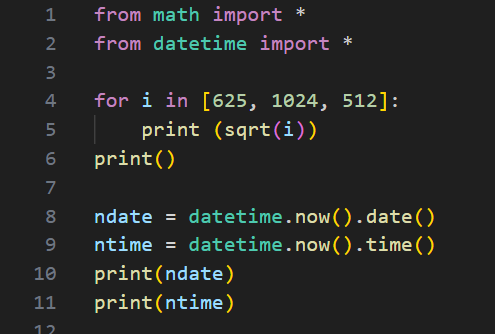 1 from math import *
2 from datetime import *
3
4 for i in [625, 1024, 512]:
5     print (sqrt(i))
6 print()
7
8 ndate = datetime.now().date()
9 ntime = datetime.now().time()
10 print(ndate)
11 print(ntime)
12